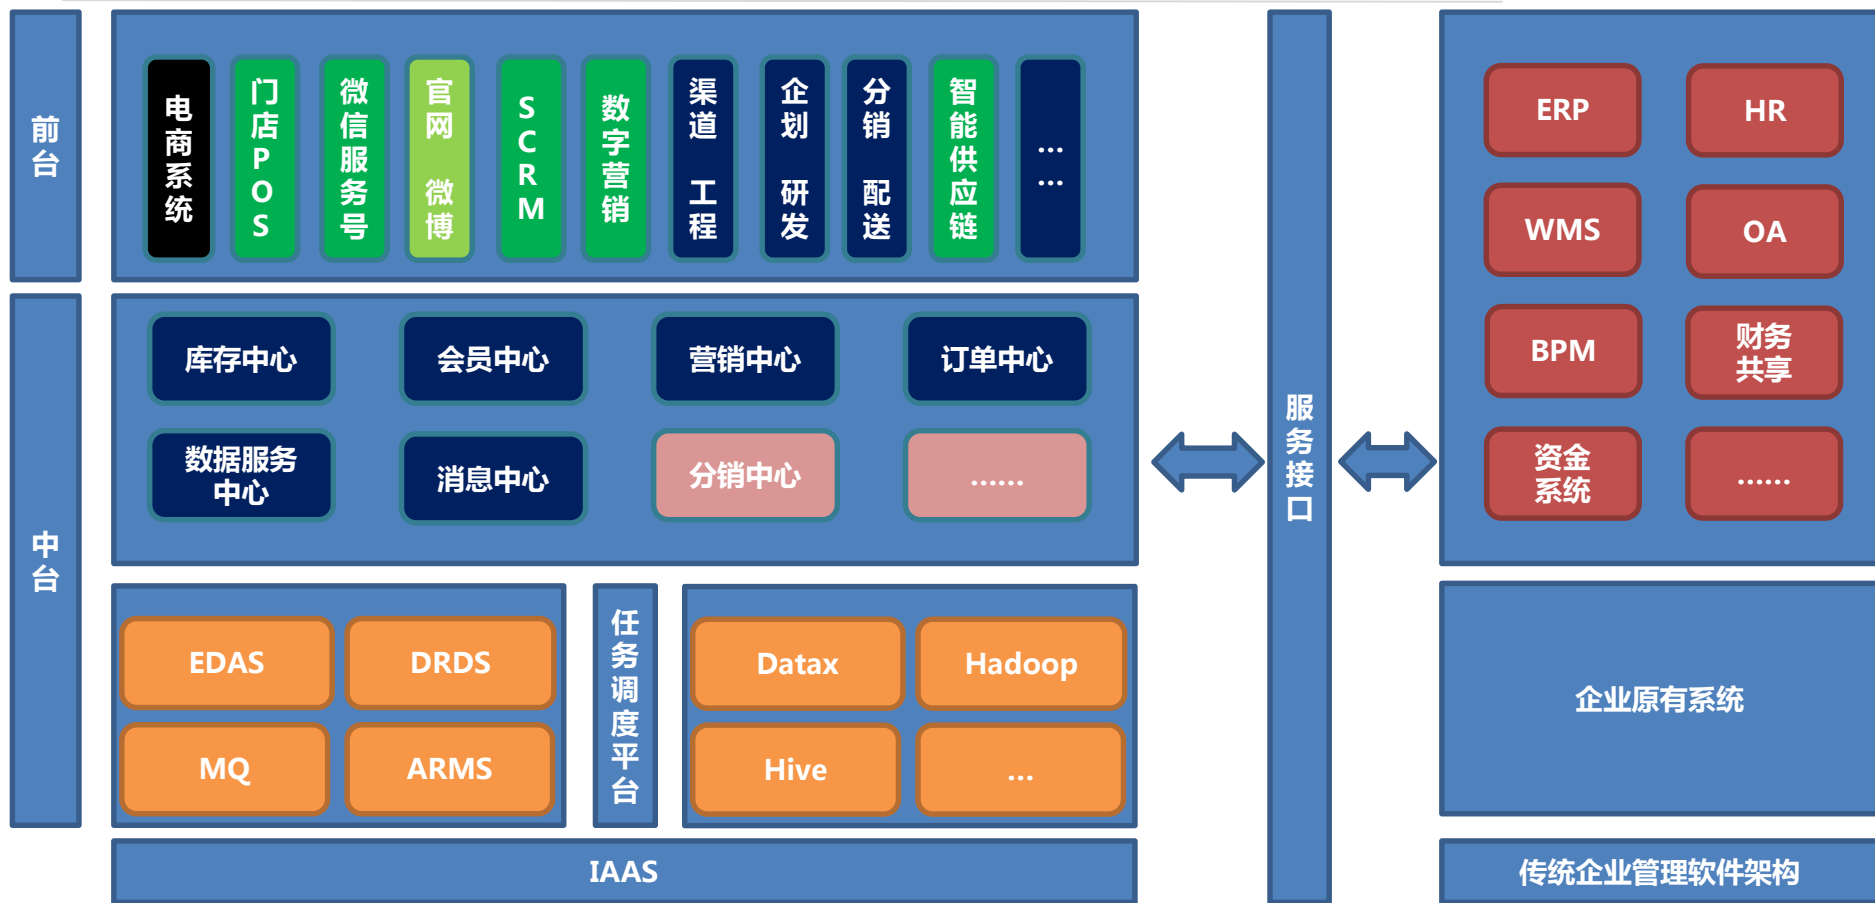 前台
电商系统
门店POS
微信服务号
官网 微博
SCRM
数字营销
渠道 工程
企划 研发
分销 配送
智能供应链
... ...
中台
库存中心
会员中心
营销中心
订单中心
数据服务
中心
消息中心
分销中心
......
EDAS
DRDS
MQ
ARMS
任务调度平台
Datax
Hadoop
Hive
...
IAAS
服务接口
ERP
HR
WMS
OA
BPM
财务
共享
资金
系统
......
企业原有系统
传统企业管理软件架构